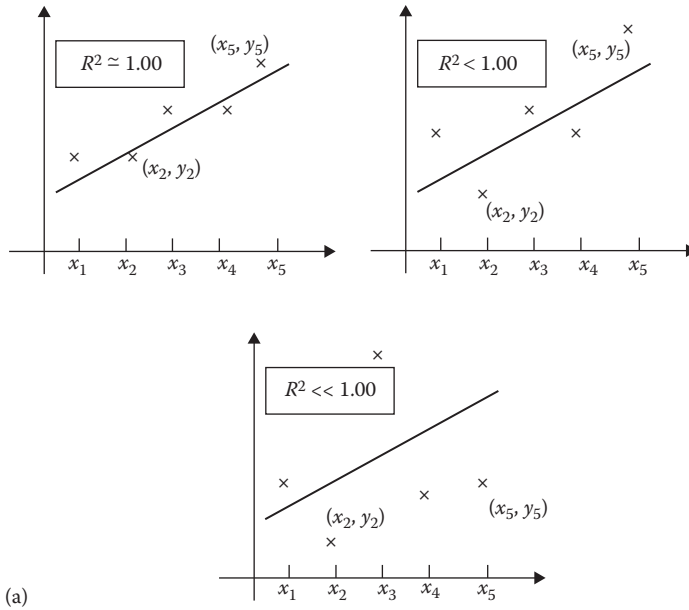 (x₅, y₅)
R² ≃ 1.00
(x₂, y₂)
x₁ x₂ x₃ x₄ x₅
(x₅, y₅)
R² < 1.00
(x₂, y₂)
x₁ x₂ x₃ x₄ x₅
R² << 1.00
(x₂, y₂)
(x₅, y₅)
x₁ x₂ x₃ x₄ x₅
(a)